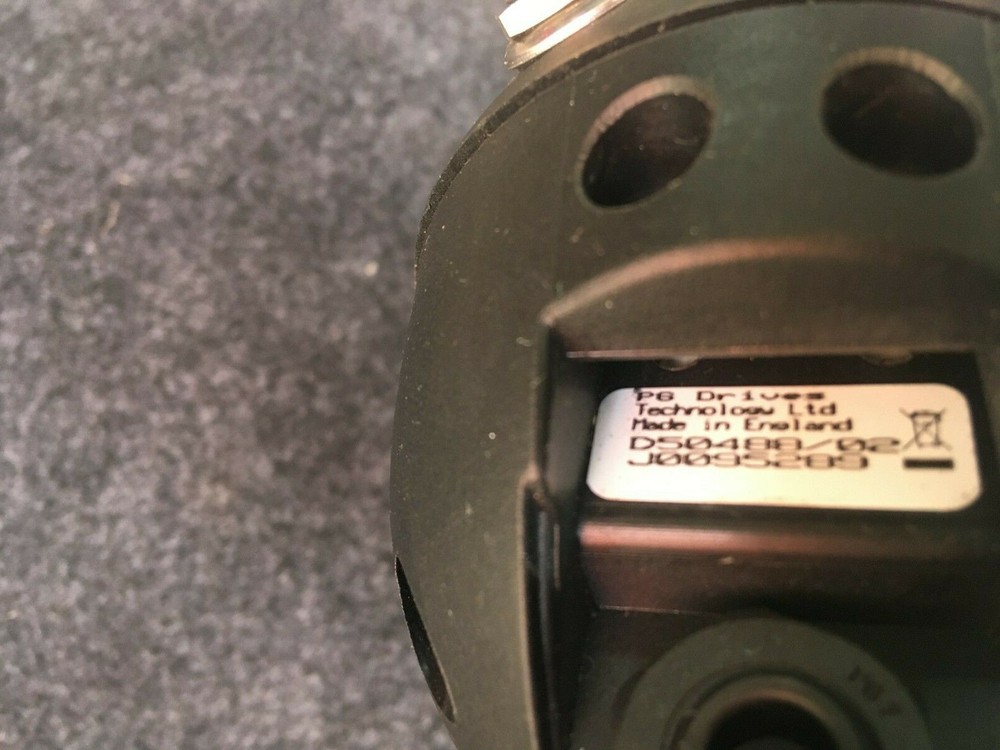 PG Drives
Technology Ltd
Made in England
D50488/02
J0095289